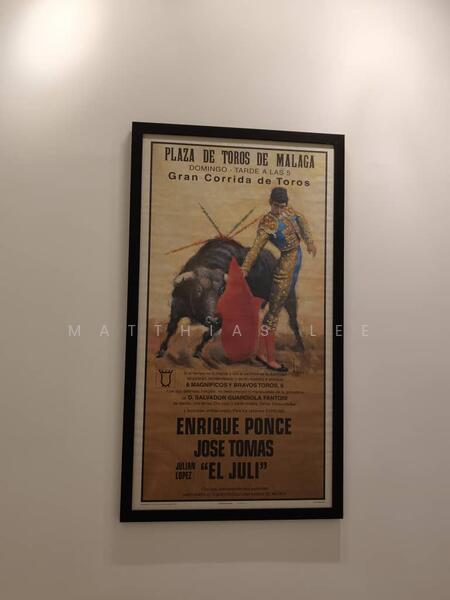 PLAZA DE TOROS DE MALAGA
DOMINGO - TARDE A LAS 5
Gran Corrida de Toros
MATTHIAS LEE
6 MAGNIFICOS Y BRAVOS TOROS, 6
D. SALVADOR GUARDIOLA FANTONI
ENRIQUE PONCE
JOSE TOMAS
JULIAN LOPEZ "EL JULI"